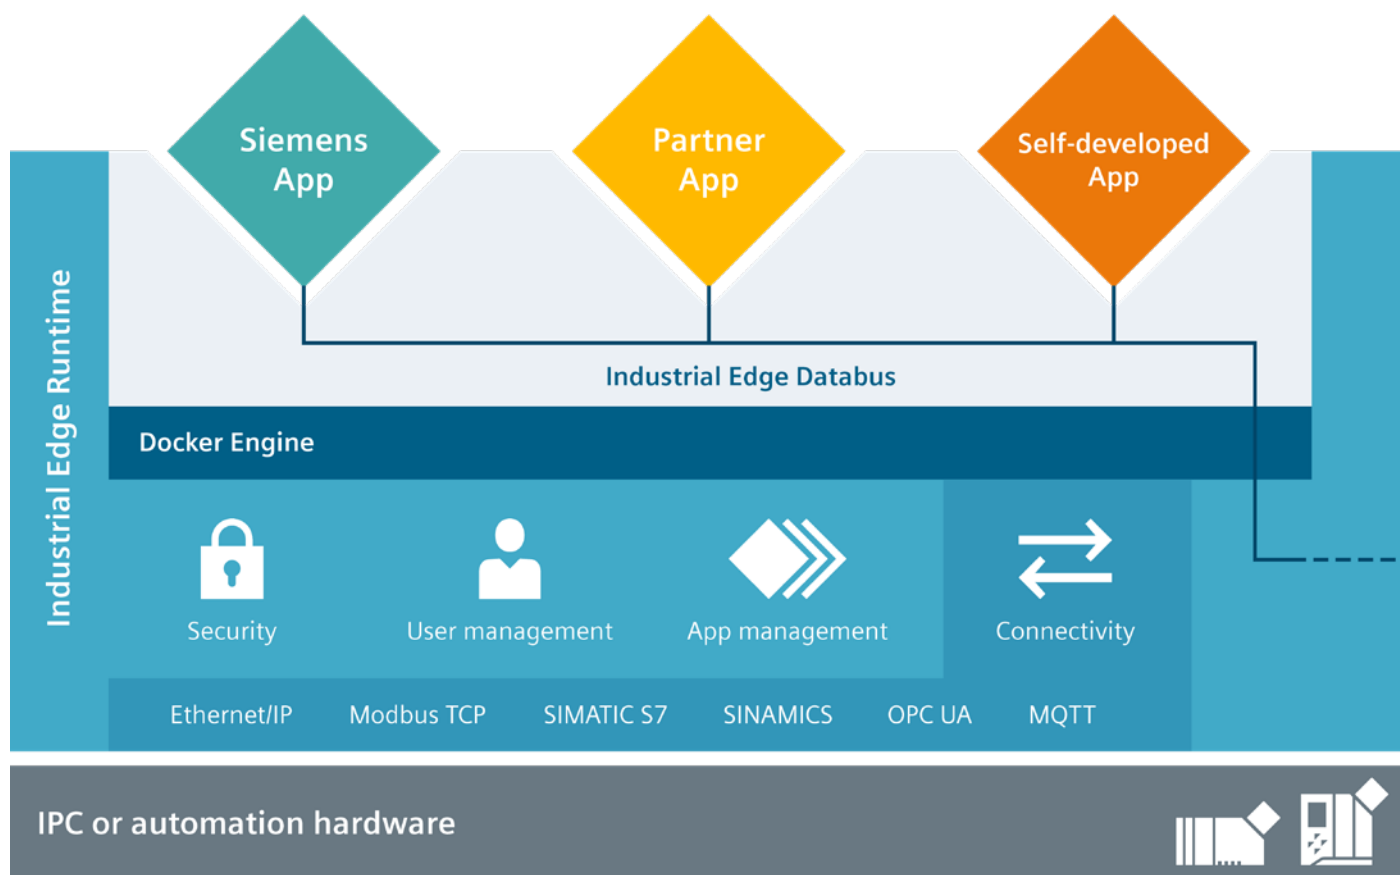 Siemens
App
Partner
App
Self-developed
App
Industrial Edge Runtime
Industrial Edge Databus
Docker Engine
Security
User management
App management
Connectivity
Ethernet/IP
Modbus TCP
SIMATIC S7
SINAMICS
OPC UA
MQTT
IPC or automation hardware